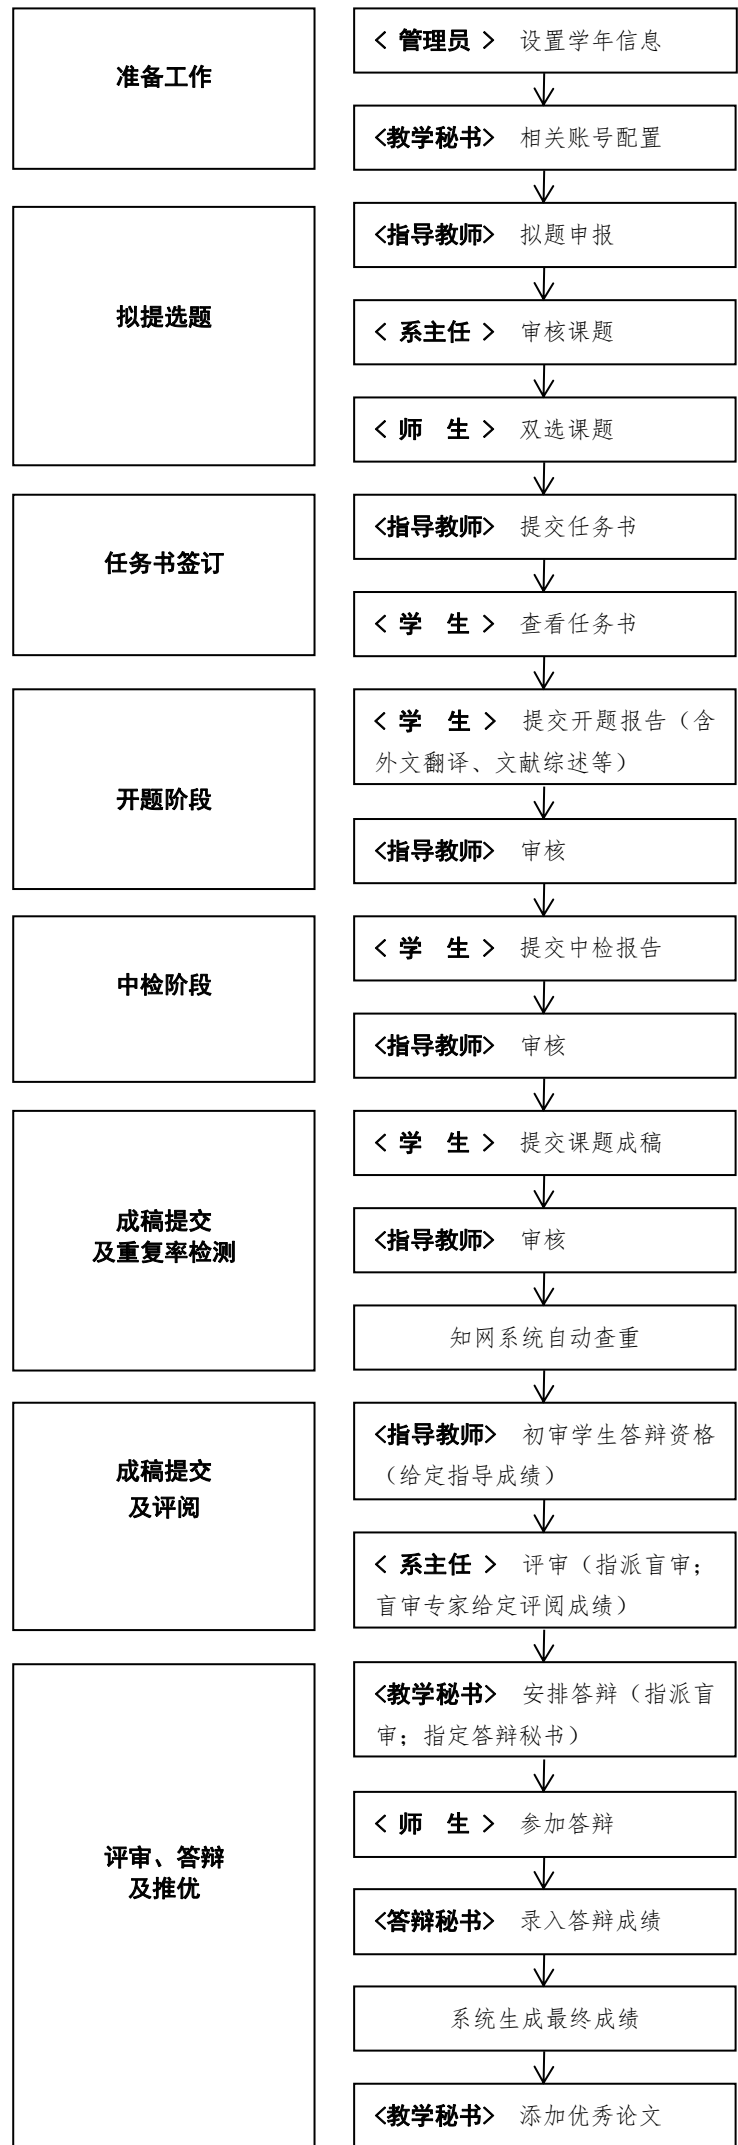 准备工作
< 管理员 > 设置学年信息
<教学秘书> 相关账号配置
拟提选题
<指导教师> 拟题申报
< 系主任 > 审核课题
< 师　生 > 双选课题
任务书签订
<指导教师> 提交任务书
< 学　生 > 查看任务书
开题阶段
< 学　生 > 提交开题报告（含
外文翻译、文献综述等）
<指导教师> 审核
中检阶段
< 学　生 > 提交中检报告
<指导教师> 审核
成稿提交
及重复率检测
< 学　生 > 提交课题成稿
<指导教师> 审核
知网系统自动查重
成稿提交
及评阅
<指导教师> 初审学生答辩资格
（给定指导成绩）
< 系主任 > 评审（指派盲审；
盲审专家给定评阅成绩）
评审、答辩
及推优
<教学秘书> 安排答辩（指派盲
审；指定答辩秘书）
< 师　生 > 参加答辩
<答辩秘书> 录入答辩成绩
系统生成最终成绩
<教学秘书> 添加优秀论文